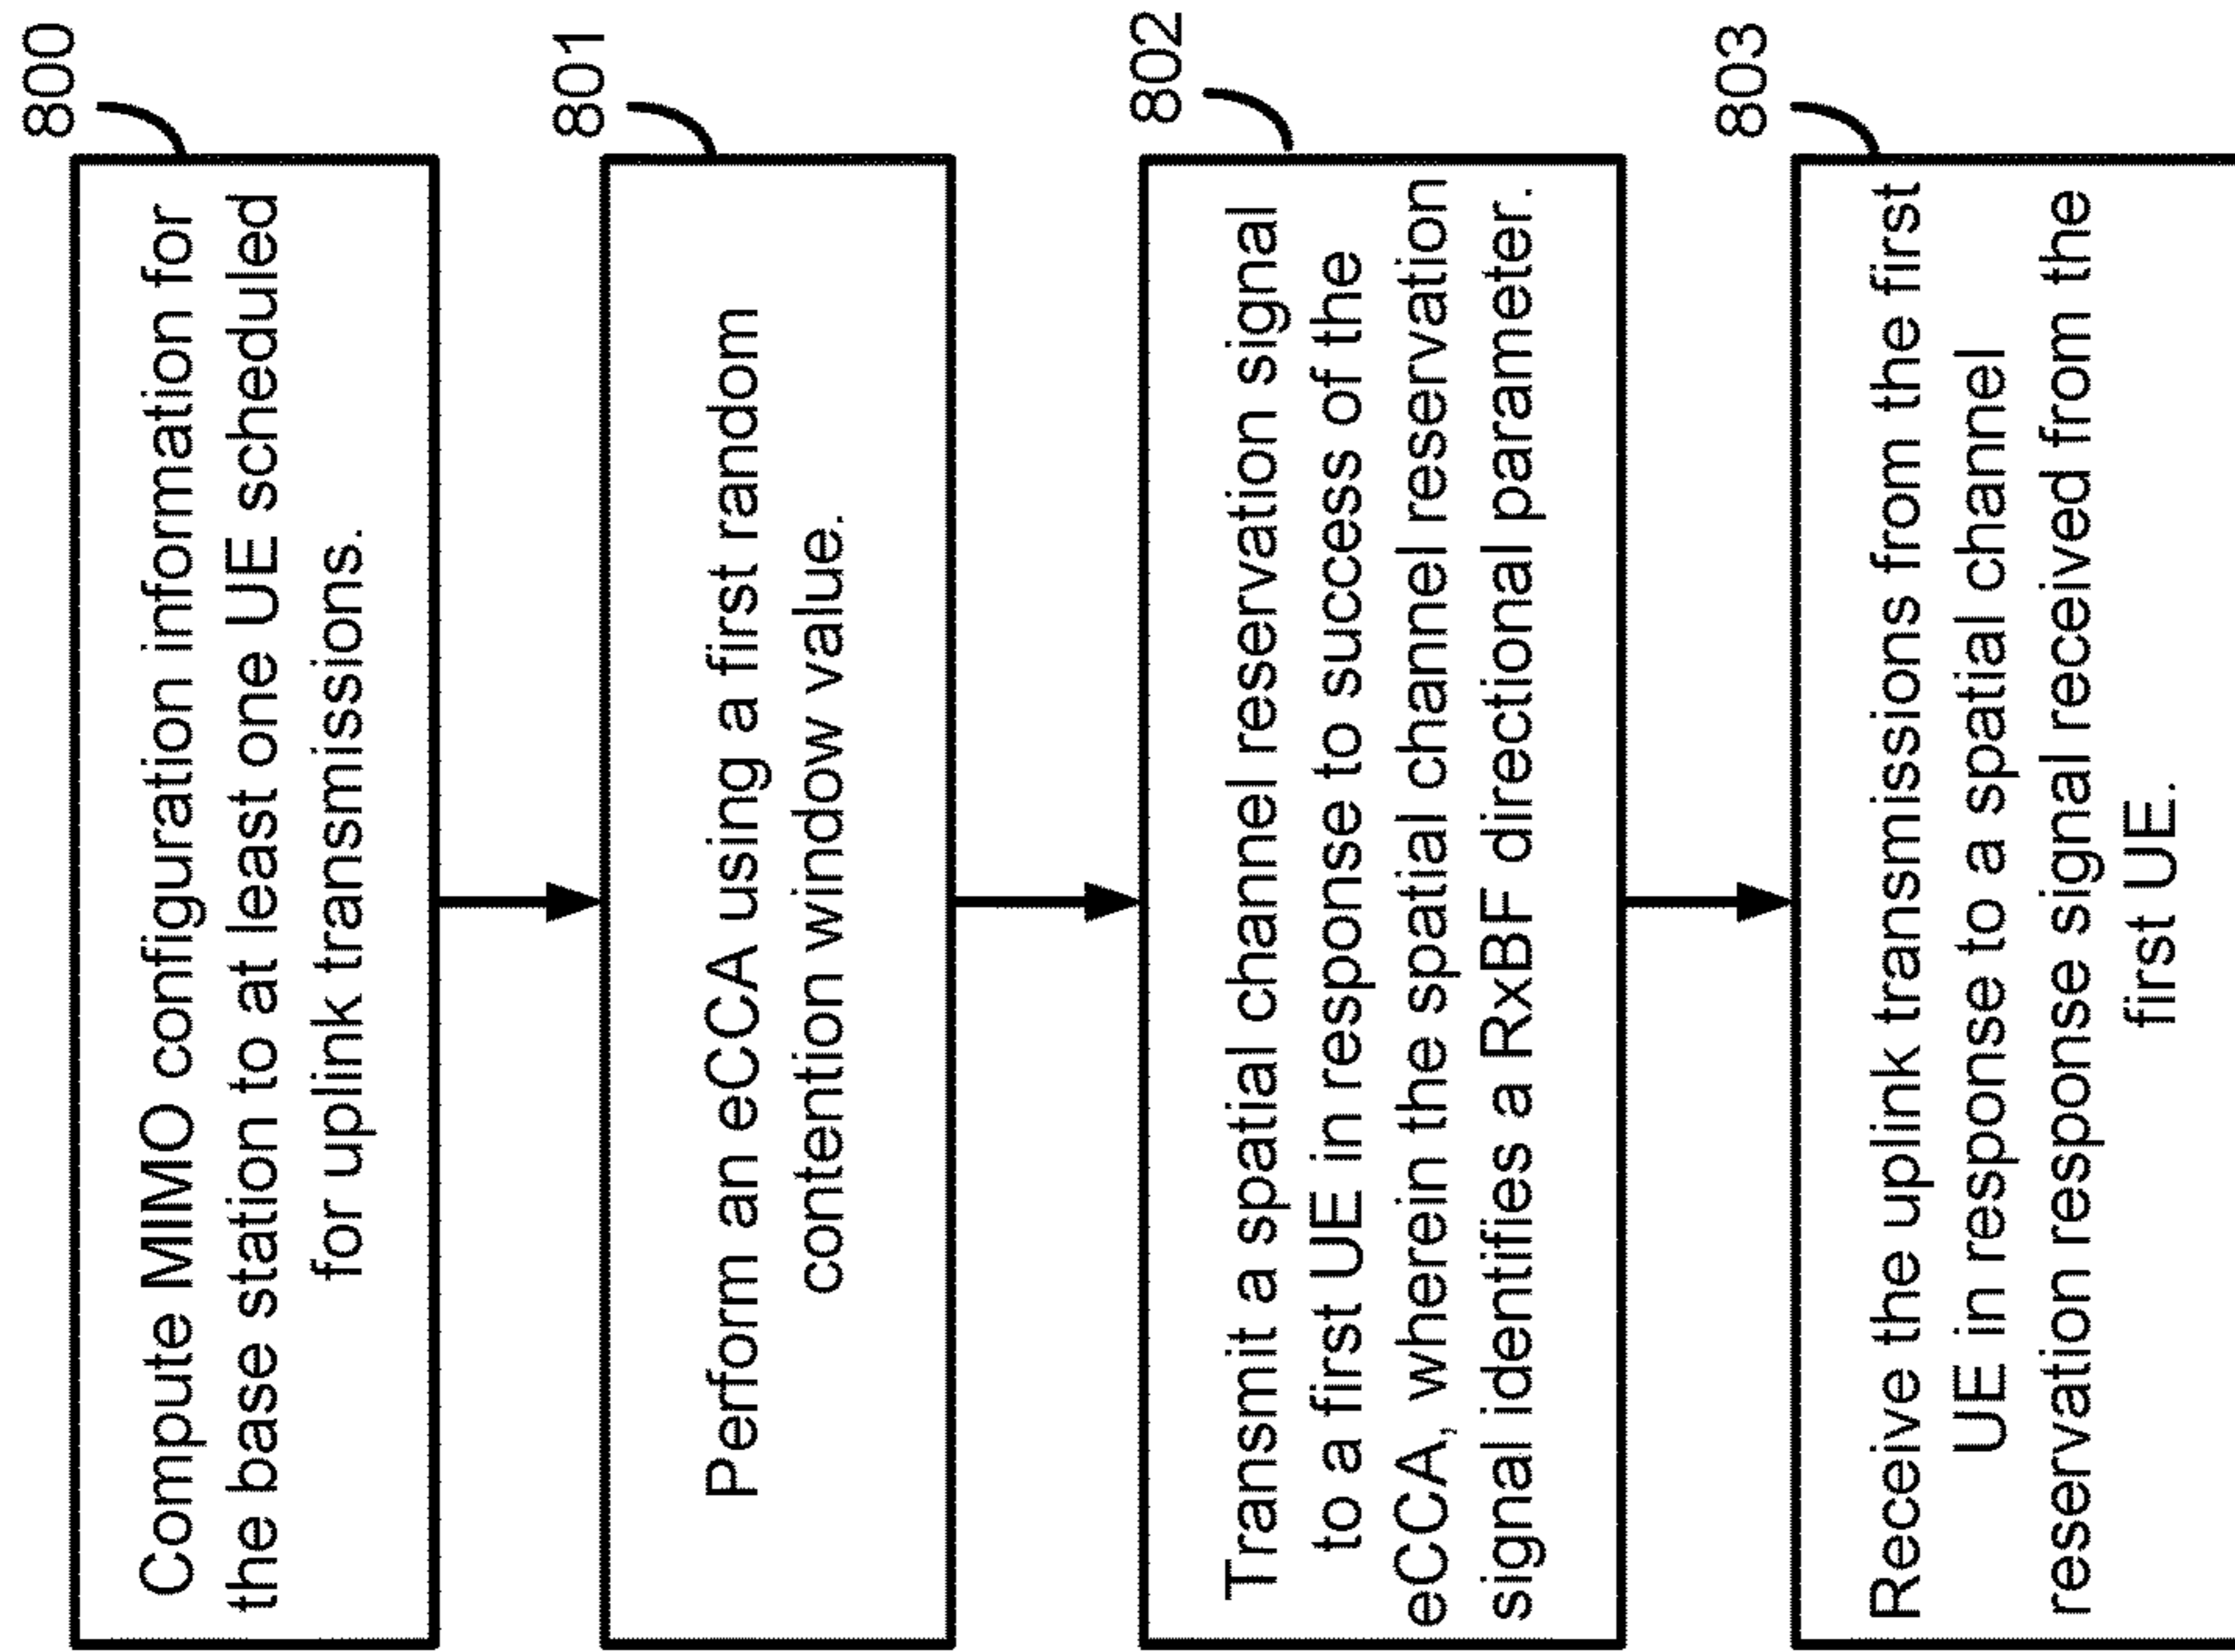 800
Compute MIMO configuration information for
the base station to at least one UE scheduled
for uplink transmissions.
801
Perform an eCCA using a first random
contention window value.
802
Transmit a spatial channel reservation signal
to a first UE in response to success of the
eCCA, wherein the spatial channel reservation
signal identifies a RxBF directional parameter.
803
Receive the uplink transmissions from the first
UE in response to a spatial channel
reservation response signal received from the
first UE.